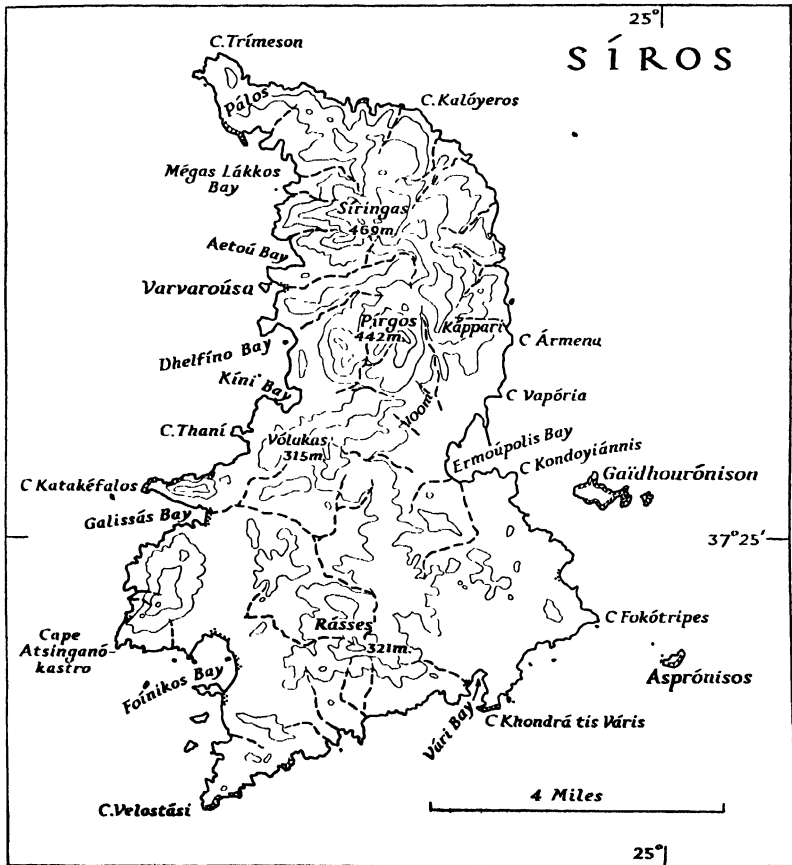 25°
SÍROS
C.Trímeson
Pálos
C.Kalóyeros
Mégas Lákkos
Bay
Síringas
469m.
Aetoú Bay
Varvaroúsa
Pírgos
442m.
Káppari
C Ármenu
Dhelfíno Bay
Kíni Bay
C Vapória
C.Thaní
Vólukas
315m.
Ermoúpolis Bay
C Kondoyiánnis
Gaïdhourónison
C Katakéfalos
Galissás Bay
37°25'
Rásses
321m.
C Fokótripes
Cape
Atsinganó-
kastro
Foínikos Bay
Asprónisos
Vári Bay
C Khondrá tis Váris
C.Velostási
4 Miles
25°